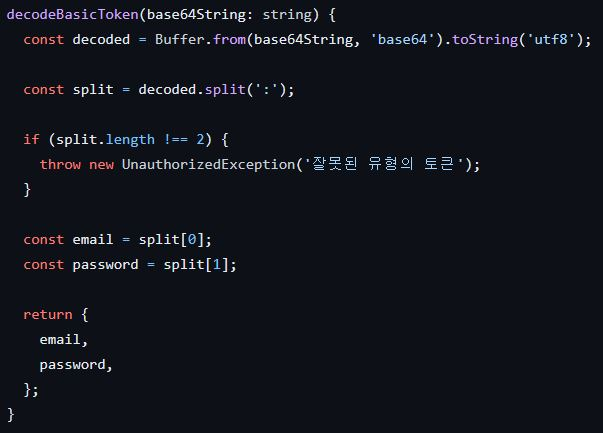 decodeBasicToken(base64String: string) {
const decoded = Buffer.from(base64String, 'base64').toString('utf8');
const split = decoded.split(':');
if (split.length !== 2) {
throw new UnauthorizedException('잘못된 유형의 토큰');
}
const email = split[0];
const password = split[1];
return {
email,
password,
};
}